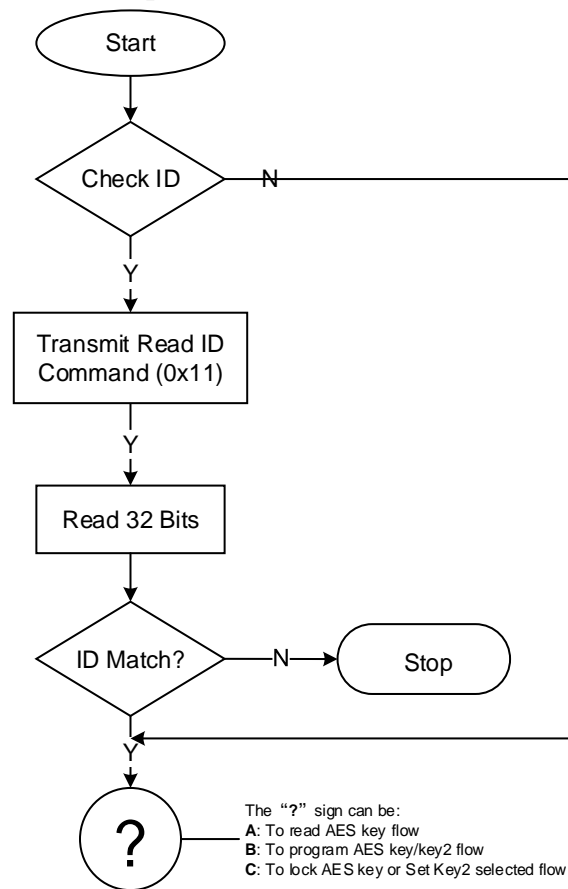 Start
Check ID
N
Y
Transmit Read ID
Command (0x11)
Y
Read 32 Bits
ID Match?
N
Stop
Y
?
The “?” sign can be:
A: To read AES key flow
B: To program AES key/key2 flow
C: To lock AES key or Set Key2 selected flow